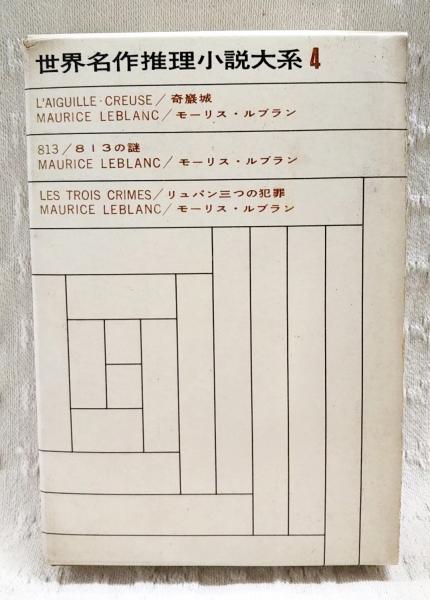 世界名作推理小説大系 4
L'AIGUILLE・CREUSE/奇巌城
MAURICE LEBLANC/モーリス・ルブラン
813/813の謎
MAURICE LEBLANC/モーリス・ルブラン
LES TROIS CRIMES/リュパン三つの犯罪
MAURICE LEBLANC/モーリス・ルブラン